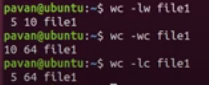 pavan@ubuntu:~$ wc -lw file1
 5 10 file1
pavan@ubuntu:~$ wc -wc file1
10 64 file1
pavan@ubuntu:~$ wc -lc file1
 5 64 file1